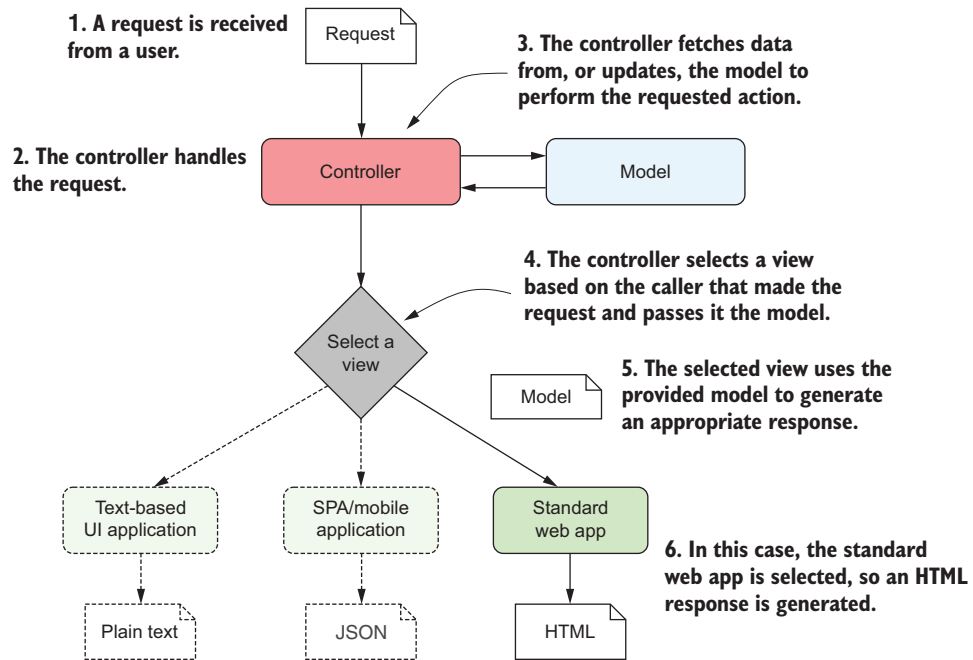 1. A request is received
from a user.
Request
3. The controller fetches data
from, or updates, the model to
perform the requested action.
2. The controller handles
the request.
Controller
Model
4. The controller selects a view
based on the caller that made the
request and passes it the model.
Select a
view
5. The selected view uses the
provided model to generate
an appropriate response.
Model
Text-based
UI application
SPA/mobile
application
Standard
web app
6. In this case, the standard
web app is selected, so an HTML
response is generated.
Plain text
JSON
HTML